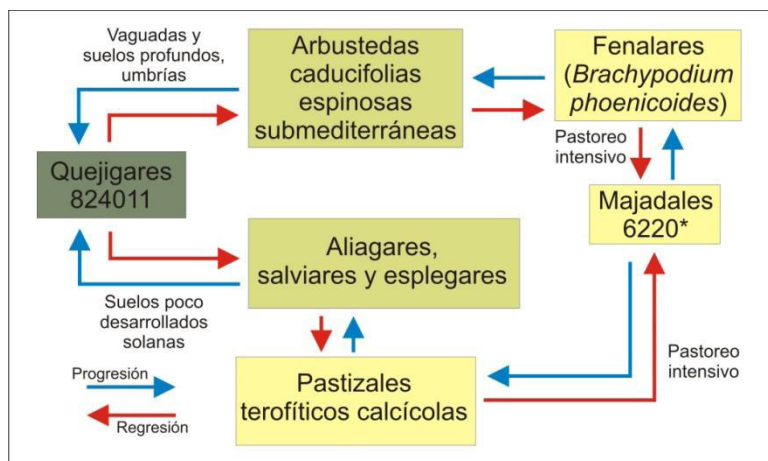 Vaguadas y
suelos profundos,
umbrías
Arbustedas
caducifolias
espinosas
submediterráneas
Fenalares
(Brachypodium
phoenicoides)
Pastoreo
intensivo
Quejigares
824011
Majadales
6220*
Aliagares,
salviares y esplegares
Suelos poco
desarrollados
solanas
Pastizales
terofíticos calcícolas
Pastoreo
intensivo
Progresión
Regresión